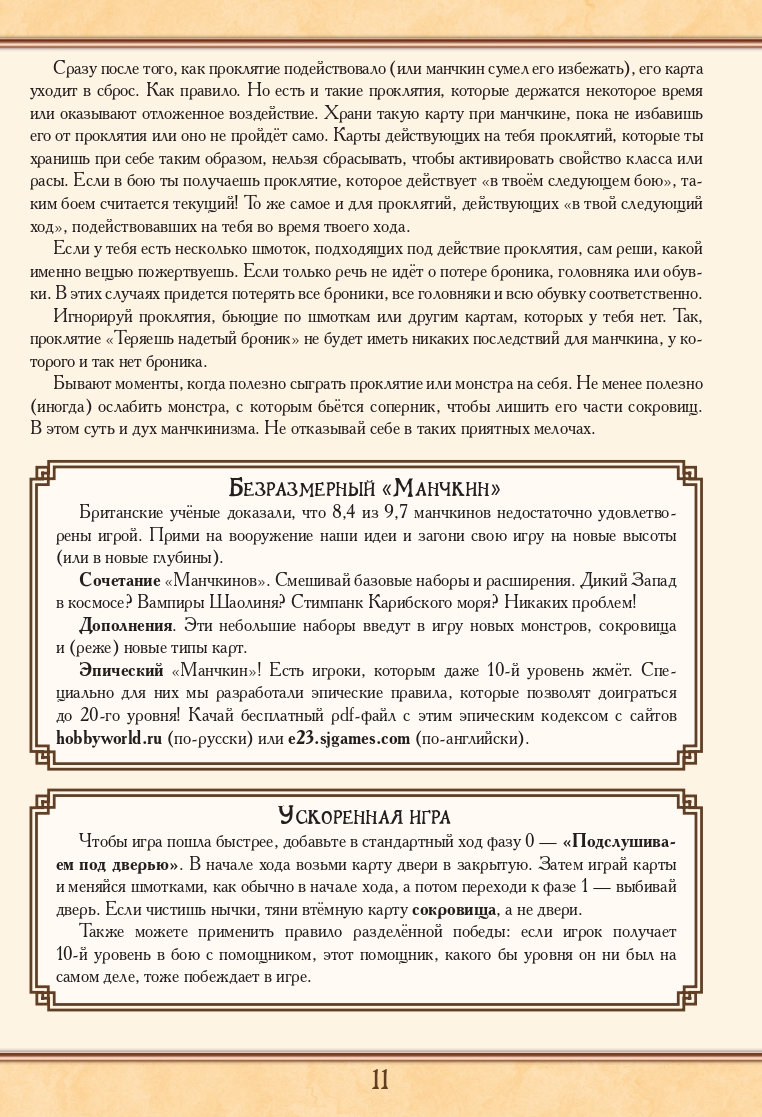 Сразу после того, как проклятие подействовало (или манчкин сумел его избежать), его карта
уходит в сброс. Как правило. Но есть и такие проклятия, которые держатся некоторое время
или оказывают отложенное воздействие. Храни такую карту при манчкине, пока не избавишь
его от проклятия или оно не пройдёт само. Карты действующих на тебя проклятий, которые ты
хранишь при себе таким образом, нельзя сбрасывать, чтобы активировать свойство класса или
расы. Если в бою ты получаешь проклятие, которое действует «в твоём следующем бою», та-
ким боем считается текущий! То же самое и для проклятий, действующих «в твой следующий
ход», подействовавших на тебя во время твоего хода.
Если у тебя есть несколько шмоток, подходящих под действие проклятия, сам реши, какой
именно вещью пожертвуешь. Если только речь не идёт о потере броника, головняка или обув-
ки. В этих случаях придется потерять все броники, все головняки и всю обувку соответственно.
Игнорируй проклятия, бьющие по шмоткам или другим картам, которых у тебя нет. Так,
проклятие «Теряешь надетый броник» не будет иметь никаких последствий для манчкина, у ко-
торого и так нет броника.
Бывают моменты, когда полезно сыграть проклятие или монстра на себя. Не менее полезно
(иногда) ослабить монстра, с которым бьётся соперник, чтобы лишить его части сокровищ.
В этом суть и дух манчкинизма. Не отказывай себе в таких приятных мелочах.
Безразмерный «Манчкин»
Британские учёные доказали, что 8,4 из 9,7 манчкинов недостаточно удовлетво-
рены игрой. Прими на вооружение наши идеи и загони свою игру на новые высоты
(или в новые глубины).
Сочетание «Манчкинов». Смешивай базовые наборы и расширения. Дикий Запад
в космосе? Вампиры Шаолиня? Стимпанк Карибского моря? Никаких проблем!
Дополнения. Эти небольшие наборы введут в игру новых монстров, сокровища
и (реже) новые типы карт.
Эпический «Манчкин»! Есть игроки, которым даже 10-й уровень жмёт. Спе-
циально для них мы разработали эпические правила, которые позволят доиграться
до 20-го уровня! Качай бесплатный pdf-файл с этим эпическим кодексом с сайтов
hobbyworld.ru (по-русски) или e23.sjgames.com (по-английски).
Ускоренная игра
Чтобы игра пошла быстрее, добавьте в стандартный ход фазу 0 — «Подслушива-
ем под дверью». В начале хода возьми карту двери в закрытую. Затем играй карты
и меняйся шмотками, как обычно в начале хода, а потом переходи к фазе 1 — выбивай
дверь. Если чистишь нычки, тяни втёмную карту сокровища, а не двери.
Также можете применить правило разделённой победы: если игрок получает
10-й уровень в бою с помощником, этот помощник, какого бы уровня он ни был на
самом деле, тоже побеждает в игре.
11